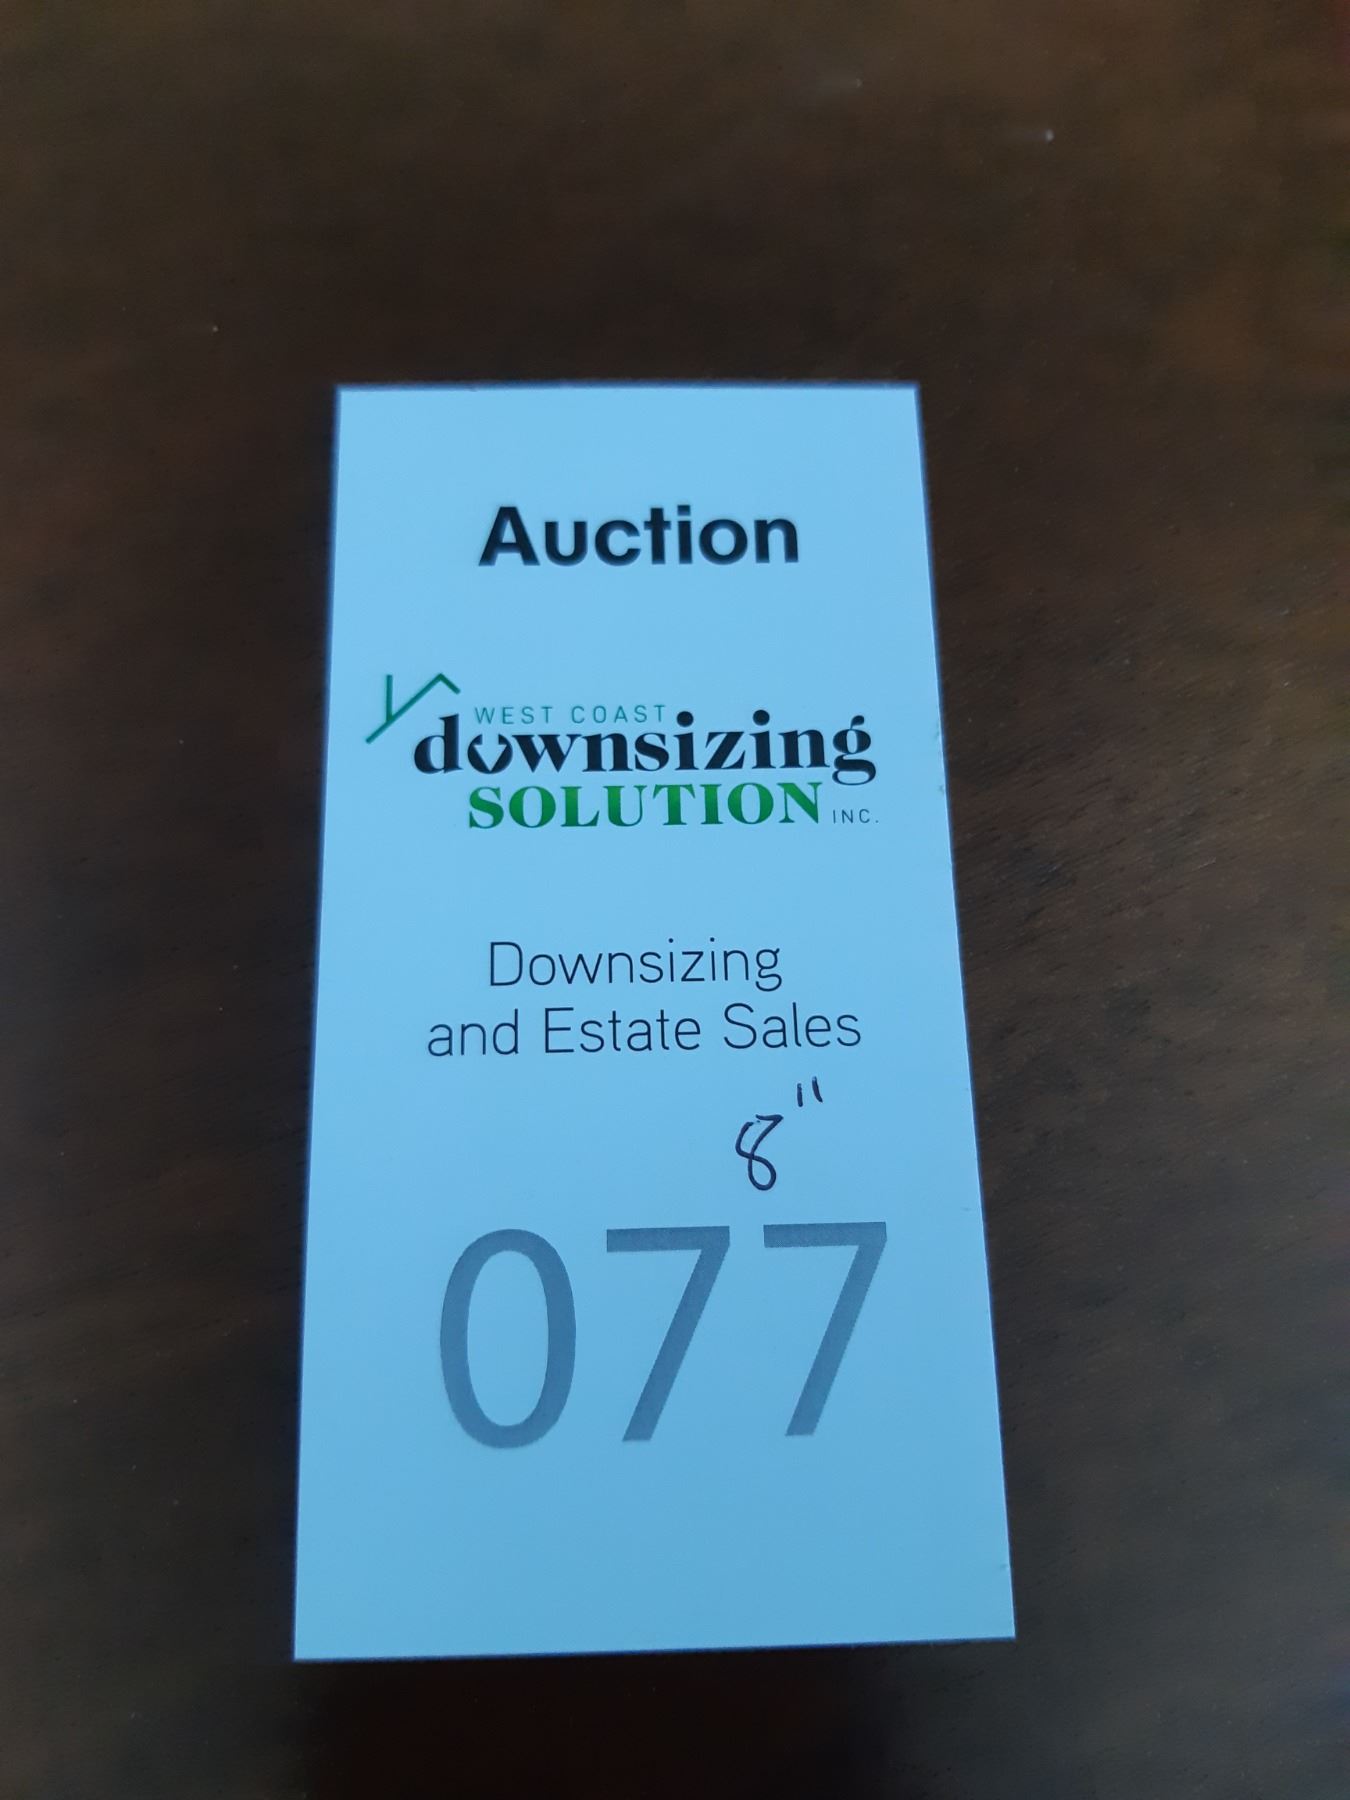 Auction
WEST COAST
downsizing
SOLUTION INC.
Downsizing
and Estate Sales
8"
077